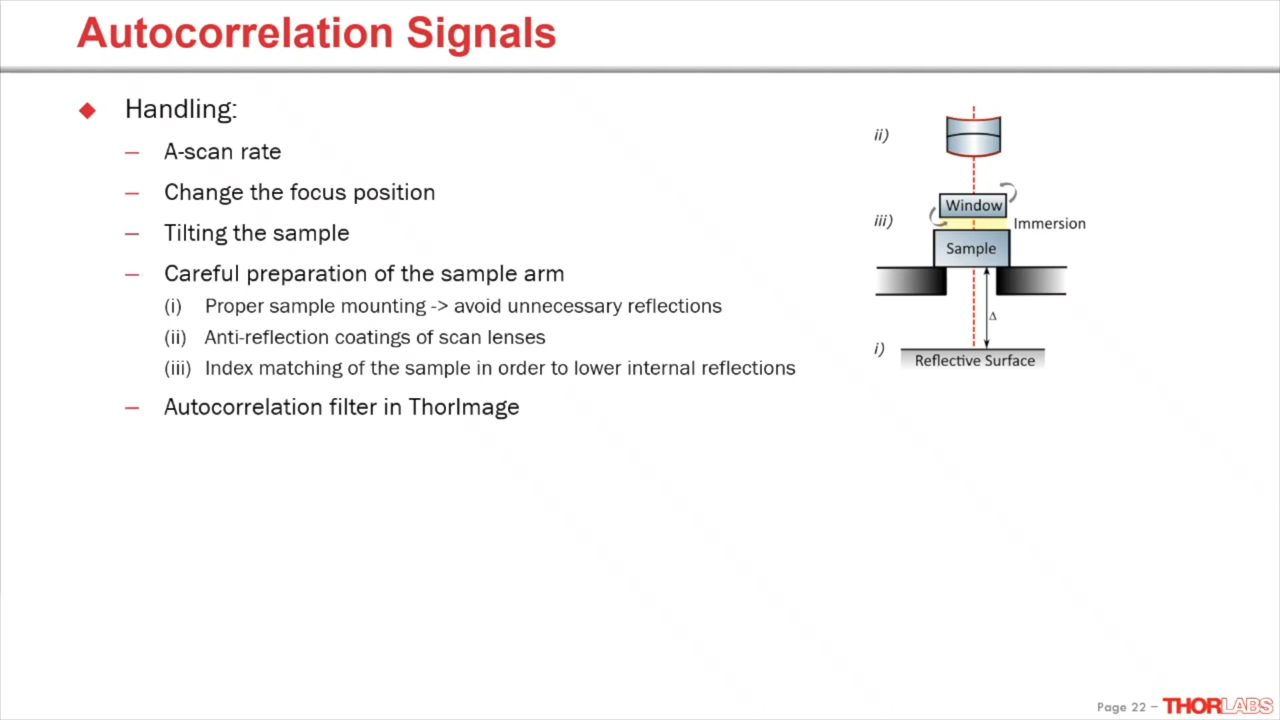 Autocorrelation Signals
Handling:
– A-scan rate
– Change the focus position
– Tilting the sample
– Careful preparation of the sample arm
(i) Proper sample mounting -> avoid unnecessary reflections
(ii) Anti-reflection coatings of scan lenses
(iii) Index matching of the sample in order to lower internal reflections
– Autocorrelation filter in ThorImage
ii)
Window
iii)
Immersion
Sample
Δ
i)
Reflective Surface
Page 22 – THORLABS